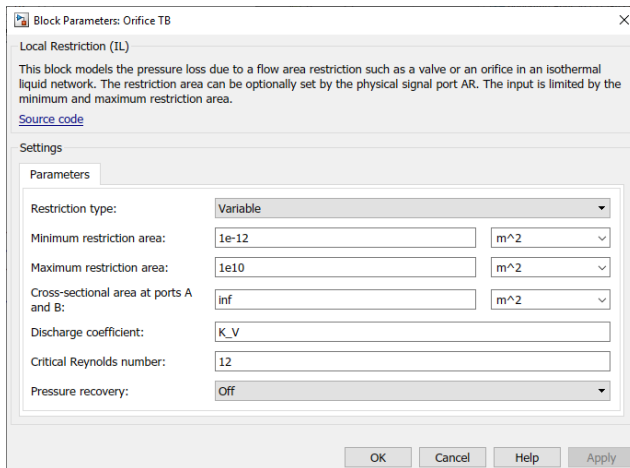 Block Parameters: Orifice TB
Local Restriction (IL)
This block models the pressure loss due to a flow area restriction such as a valve or an orifice in an isothermal
liquid network. The restriction area can be optionally set by the physical signal port AR. The input is limited by the
minimum and maximum restriction area.
Source code
Settings
Parameters
Restriction type: Variable
Minimum restriction area: 1e-12 m^2
Maximum restriction area: 1e10 m^2
Cross-sectional area at ports A
and B: inf m^2
Discharge coefficient: K_V
Critical Reynolds number: 12
Pressure recovery: Off
OK Cancel Help Apply